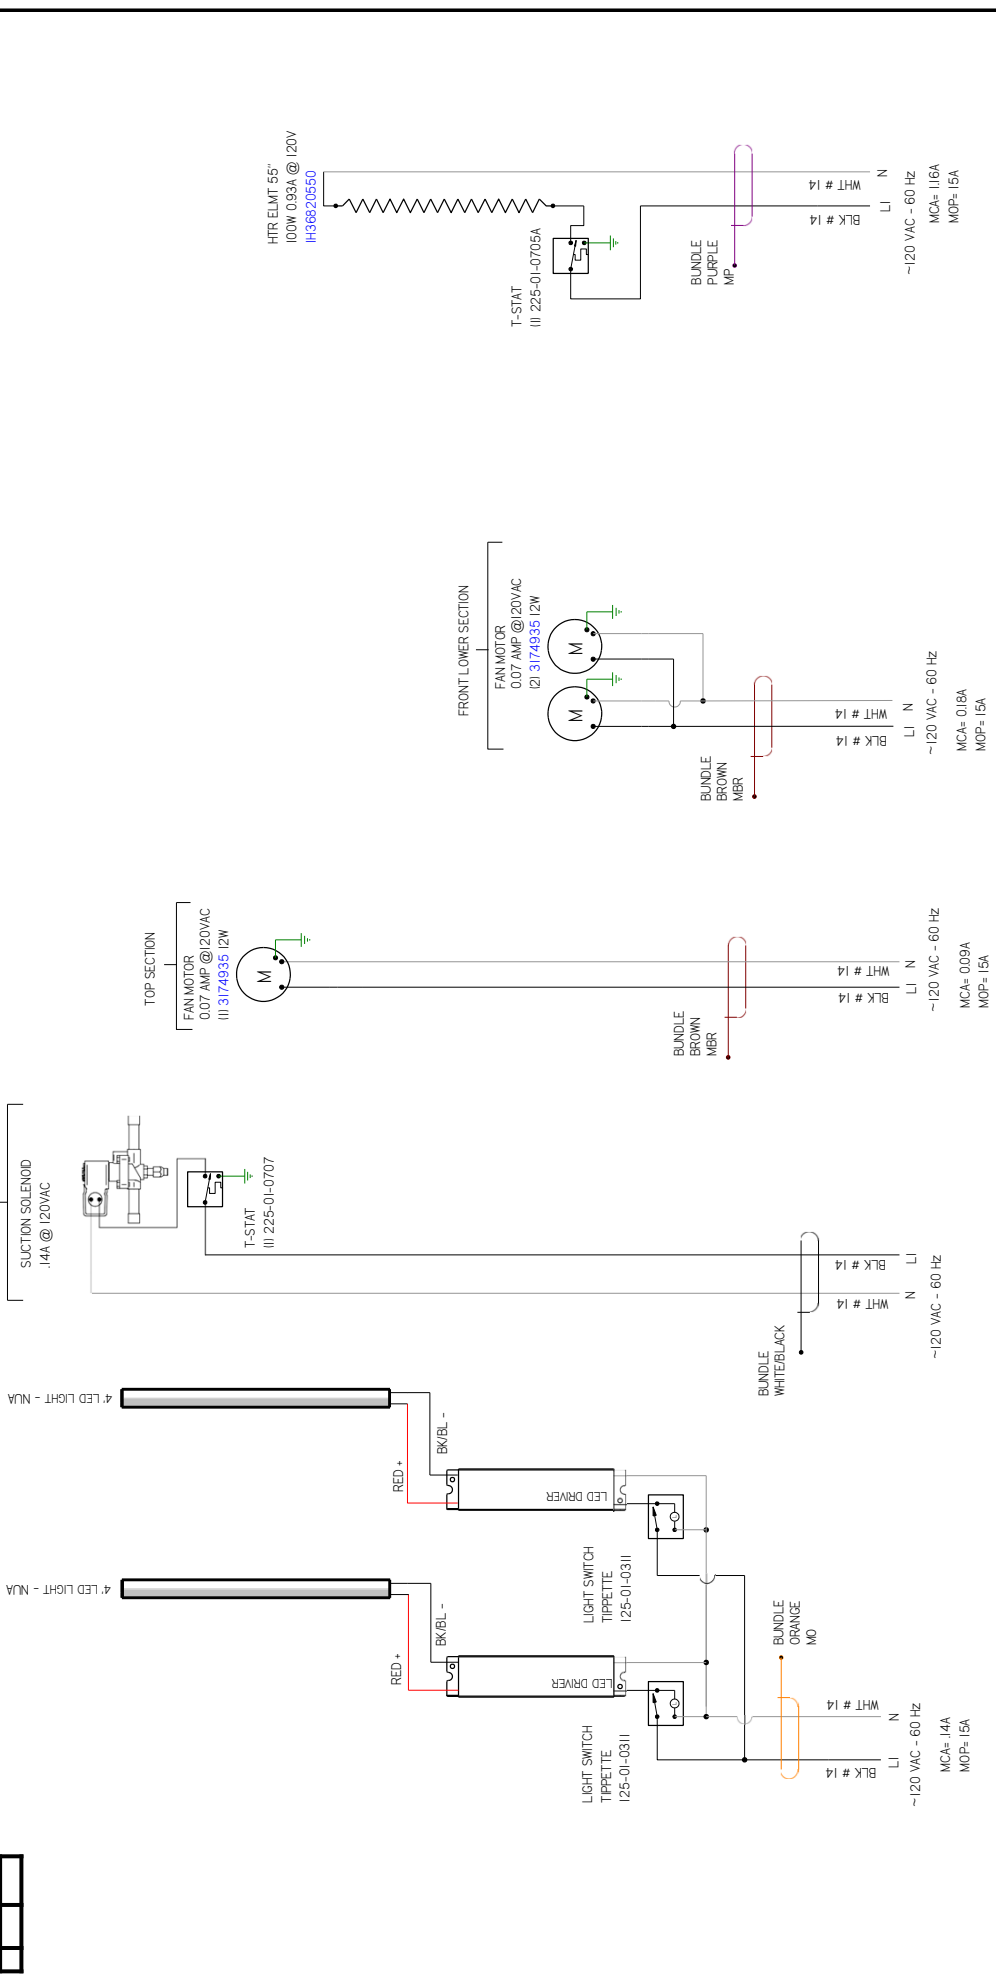 4' LED LIGHT - NUA
RED +
BK/BL -
LED DRIVER
LIGHT SWITCH
TIPPETTE
125-01-0311
4' LED LIGHT - NUA
RED +
BK/BL -
LED DRIVER
LIGHT SWITCH
TIPPETTE
125-01-0311
BUNDLE
ORANGE
MO
WHT # 14
BLK # 14
N
L1
~120 VAC - 60 Hz
MCA= .14A
MOP= 15A
SUCTION SOLENOID
.14A @ 120VAC
T-STAT
(1) 225-01-0707
BUNDLE
WHITE/BLACK
BLK # 14
WHT # 14
L1
N
~120 VAC - 60 Hz
TOP SECTION
FAN MOTOR
0.07 AMP @120VAC
(1) 3174935 12W
M
BUNDLE
BROWN
MBR
WHT # 14
BLK # 14
N
L1
~120 VAC - 60 Hz
MCA= 0.09A
MOP= 15A
FRONT LOWER SECTION
FAN MOTOR
0.07 AMP @120VAC
(2) 3174935 12W
M
M
BUNDLE
BROWN
MBR
WHT # 14
BLK # 14
N
L1
~120 VAC - 60 Hz
MCA= 0.18A
MOP= 15A
HTR ELMT 55"
100W 0.93A @ 120V
1H36820550
T-STAT
(1) 225-01-0705A
BUNDLE
PURPLE
MP
WHT # 14
BLK # 14
N
L1
~120 VAC - 60 Hz
MCA= 1.16A
MOP= 15A